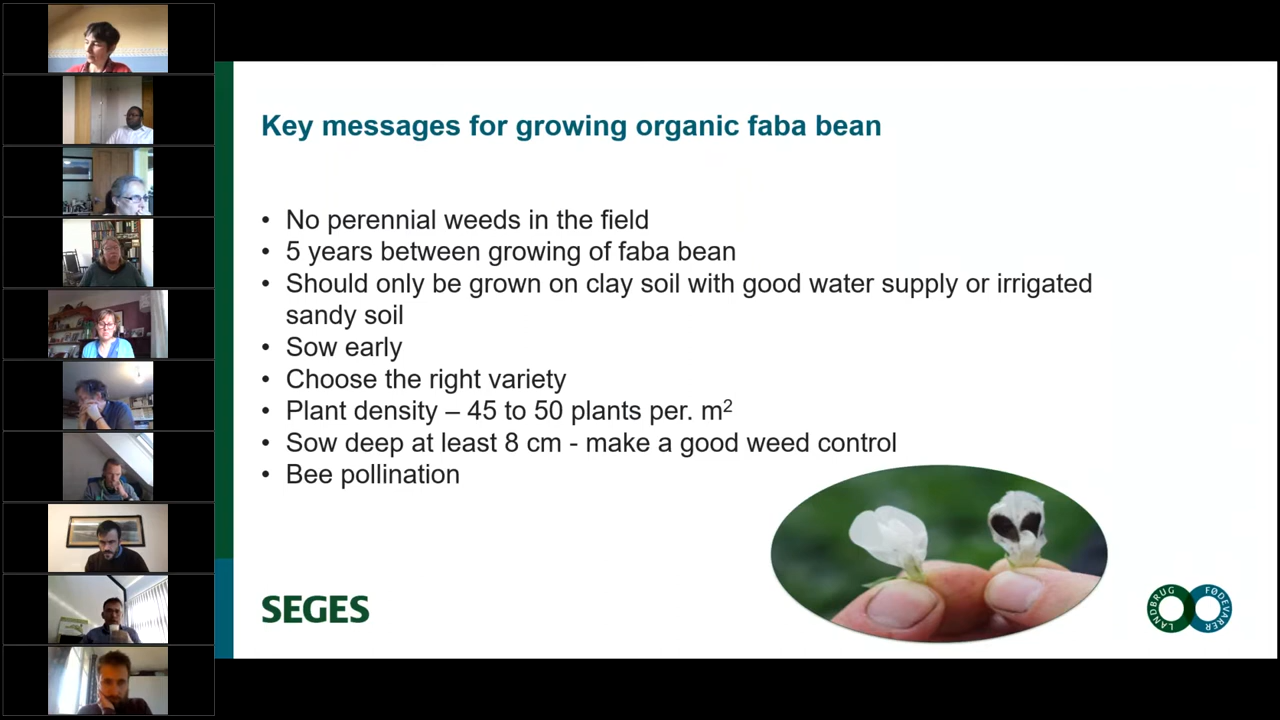 Key messages for growing organic faba bean
• No perennial weeds in the field
• 5 years between growing of faba bean
• Should only be grown on clay soil with good water supply or irrigated
sandy soil
• Sow early
• Choose the right variety
• Plant density – 45 to 50 plants per. m²
• Sow deep at least 8 cm - make a good weed control
• Bee pollination
SEGES
LANDBRUG FØDEVARER